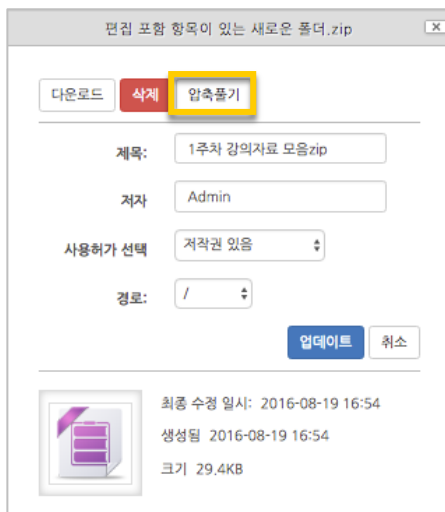 편집 포함 항목이 있는 새로운 폴더.zip
다운로드 삭제 압축풀기
제목: 1주차 강의자료 모음zip
저자 Admin
사용허가 선택 저작권 있음
경로: /
업데이트 취소
최종 수정 일시: 2016-08-19 16:54
생성됨 2016-08-19 16:54
크기 29.4KB